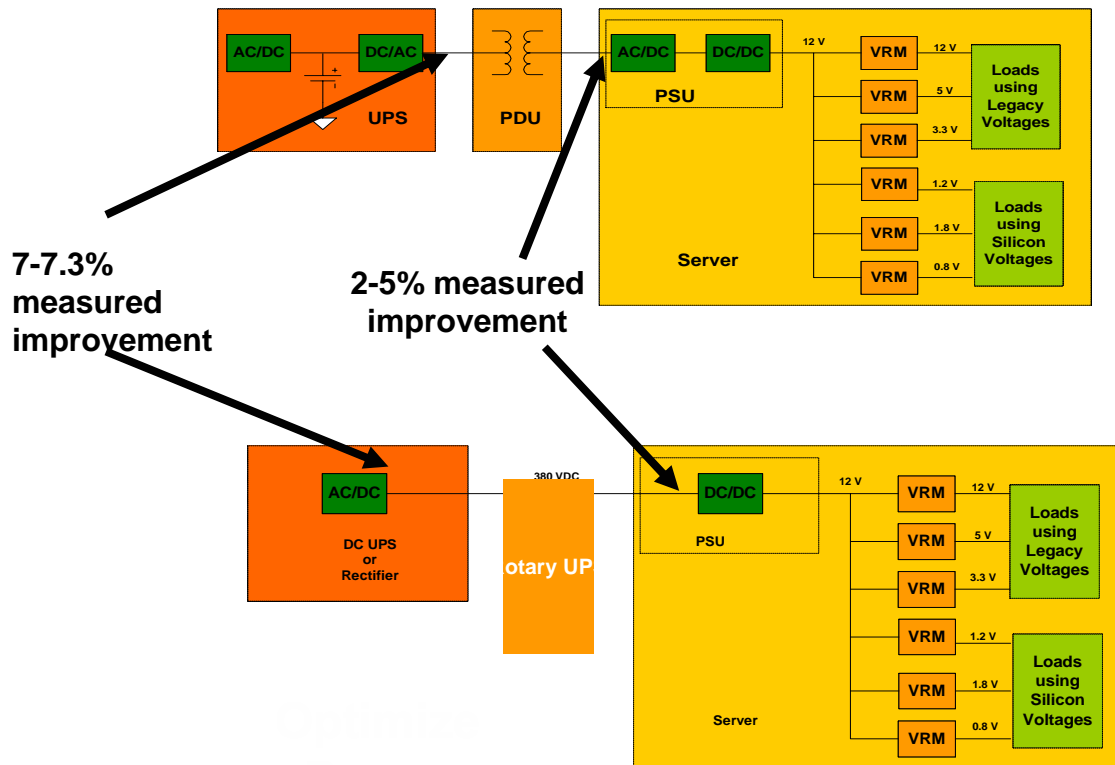 AC/DC
DC/AC
UPS
PDU
AC/DC
DC/DC
PSU
12 V
VRM
12 V
VRM
5 V
VRM
3.3 V
VRM
1.2 V
VRM
1.8 V
VRM
0.8 V
Loads
using
Legacy
Voltages
Loads
using
Silicon
Voltages
Server
7-7.3%
measured
improvement
2-5% measured
improvement
AC/DC
DC UPS
or
Rectifier
380 VDC
otary UP
DC/DC
PSU
12 V
VRM
12 V
VRM
5 V
VRM
3.3 V
VRM
1.2 V
VRM
1.8 V
VRM
0.8 V
Loads
using
Legacy
Voltages
Loads
using
Silicon
Voltages
Server